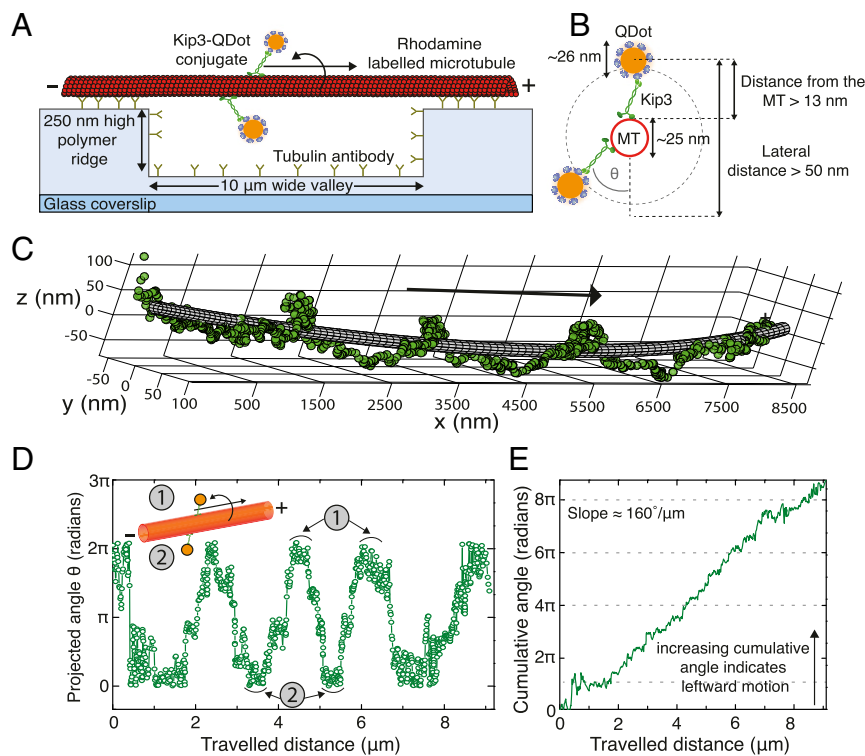 A
Kip3-QDot
conjugate
Rhodamine
labelled microtubule
–
+
250 nm high
polymer
ridge
Tubulin antibody
10 μm wide valley
Glass coverslip
B
QDot
~26 nm
Kip3
Distance from the
MT > 13 nm
MT
~25 nm
Lateral
distance > 50 nm
θ
C
100
50
0
-50
z (nm)
+
-50
0
50
y (nm)
100
500
1500
2500
3500
4500
5500
6500
7500
8500
x (nm)
D
3π
2π
π
0
Projected angle θ (radians)
1
2
–
+
1
2
0
2
4
6
8
Travelled distance (μm)
E
8π
6π
4π
2π
0
Cumulative angle (radians)
Slope ≈ 160°/μm
increasing cumulative
angle indicates
leftward motion
0
2
4
6
8
Travelled distance (μm)